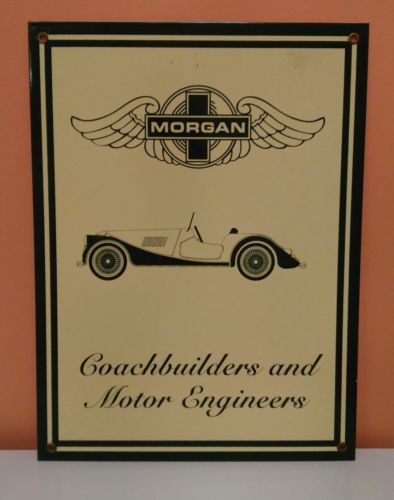 MORGAN
Coachbuilders and
Motor Engineers